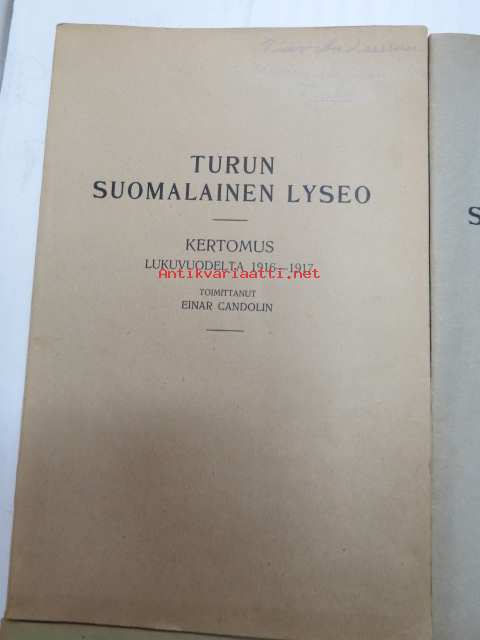 TURUN
SUOMALAINEN LYSEO
KERTOMUS
LUKUVUODELTA 1916—1917
Antikvariaatti.net
TOIMITTANUT
EINAR CANDOLIN
S